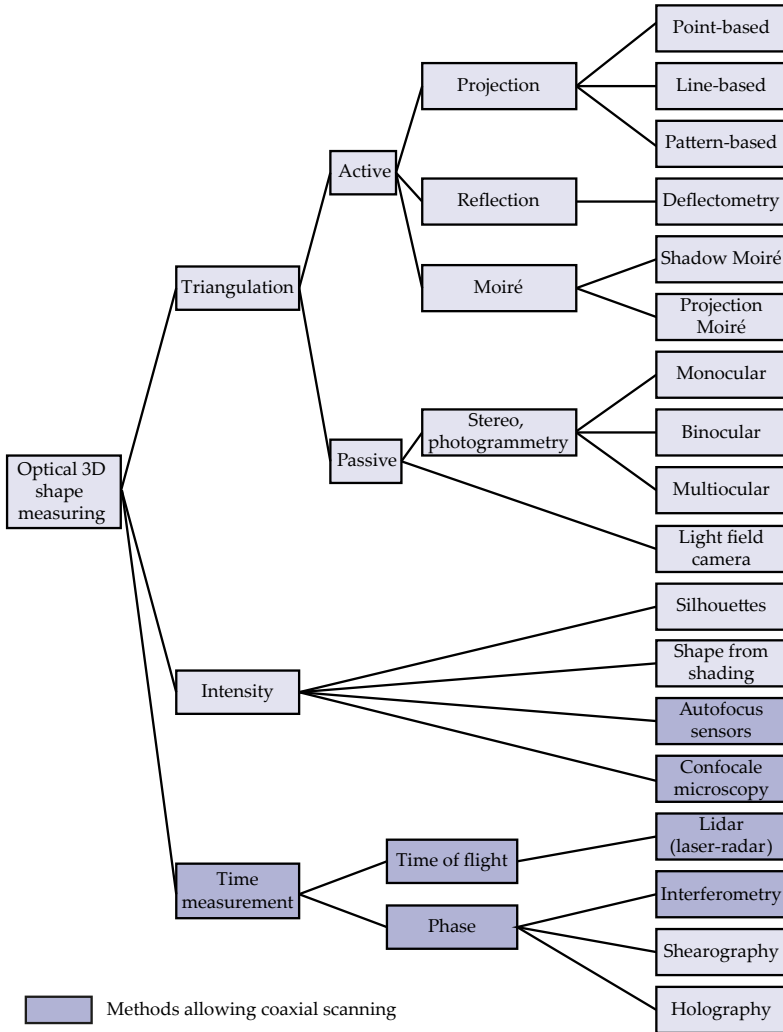 Point-based
Projection
Line-based
Pattern-based
Active
Reflection
Deflectometry
Shadow Moiré
Triangulation
Moiré
Projection
Moiré
Monocular
Stereo,
photogrammetry
Binocular
Passive
Multiocular
Optical 3D
shape
measuring
Light field
camera
Silhouettes
Shape from
shading
Intensity
Autofocus
sensors
Confocale
microscopy
Lidar
(laser-radar)
Time of flight
Time
measurement
Interferometry
Phase
Shearography
Holography
Methods allowing coaxial scanning